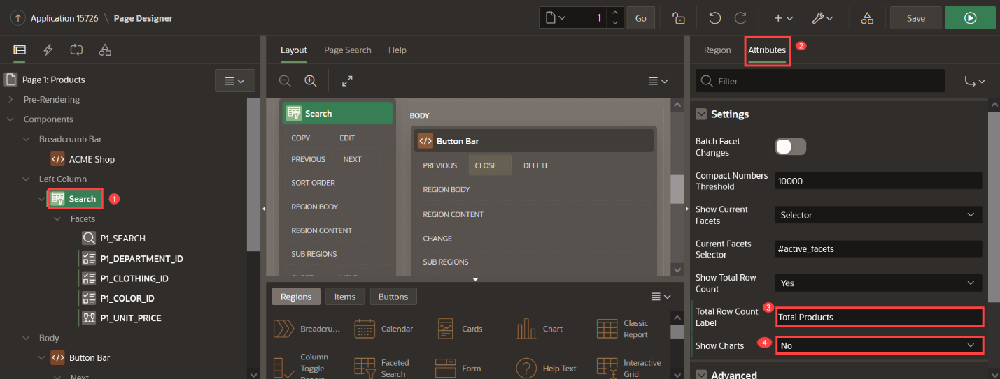 Application 15726 \ Page Designer
1
Go
Save
Layout
Page Search
Help
Region
Attributes
2
Page 1: Products
Filter
Pre-Rendering
Components
Breadcrumb Bar
ACME Shop
Left Column
Search
1
Facets
P1_SEARCH
P1_DEPARTMENT_ID
P1_CLOTHING_ID
P1_COLOR_ID
P1_UNIT_PRICE
Body
Button Bar
Search
COPY
EDIT
PREVIOUS
NEXT
SORT ORDER
REGION BODY
REGION CONTENT
SUB REGIONS
BODY
Button Bar
PREVIOUS
CLOSE
DELETE
REGION BODY
REGION CONTENT
CHANGE
SUB REGIONS
Regions
Items
Buttons
Breadcru...
Calendar
Cards
Chart
Classic
Report
Column
Toggle
Faceted
Search
Form
Help Text
Interactive
Grid
Settings
Batch Facet
Changes
Compact Numbers
Threshold
10000
Show Current
Facets
Selector
Current Facets
Selector
#active_facets
Show Total Row
Count
Yes
Total Row Count
Label
3
Total Products
Show Charts
4
No
Advanced